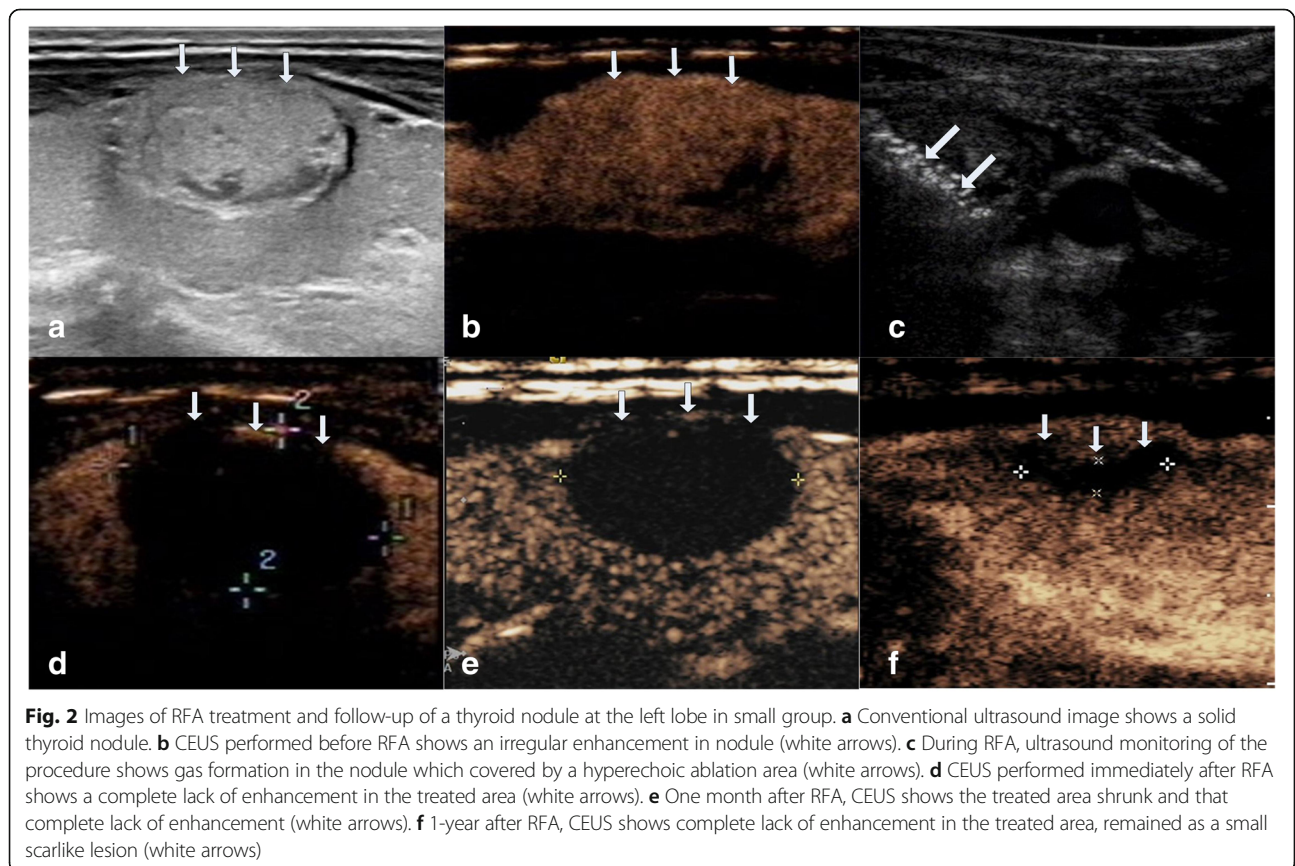 a
b
c
1
2
1
2
d
e
f
Fig. 2 Images of RFA treatment and follow-up of a thyroid nodule at the left lobe in small group. a Conventional ultrasound image shows a solid
thyroid nodule. b CEUS performed before RFA shows an irregular enhancement in nodule (white arrows). c During RFA, ultrasound monitoring of the
procedure shows gas formation in the nodule which covered by a hyperechoic ablation area (white arrows). d CEUS performed immediately after RFA
shows a complete lack of enhancement in the treated area (white arrows). e One month after RFA, CEUS shows the treated area shrunk and that
complete lack of enhancement (white arrows). f 1-year after RFA, CEUS shows complete lack of enhancement in the treated area, remained as a small
scarlike lesion (white arrows)